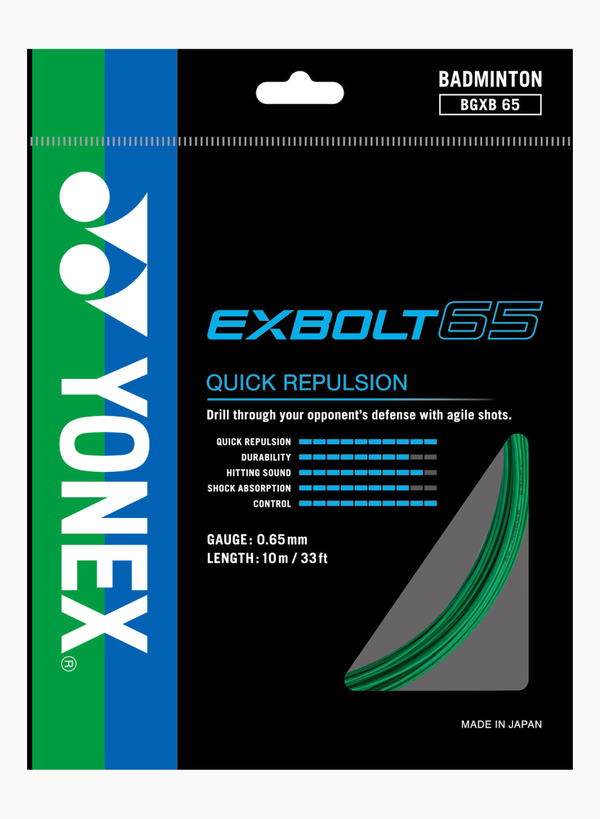 BADMINTON
BGXB 65
YONEX®
EXBOLT65
QUICK REPULSION
Drill through your opponent's defense with agile shots.
QUICK REPULSION
DURABILITY
HITTING SOUND
SHOCK ABSORPTION
CONTROL
GAUGE: 0.65mm
LENGTH: 10m / 33ft
MADE IN JAPAN